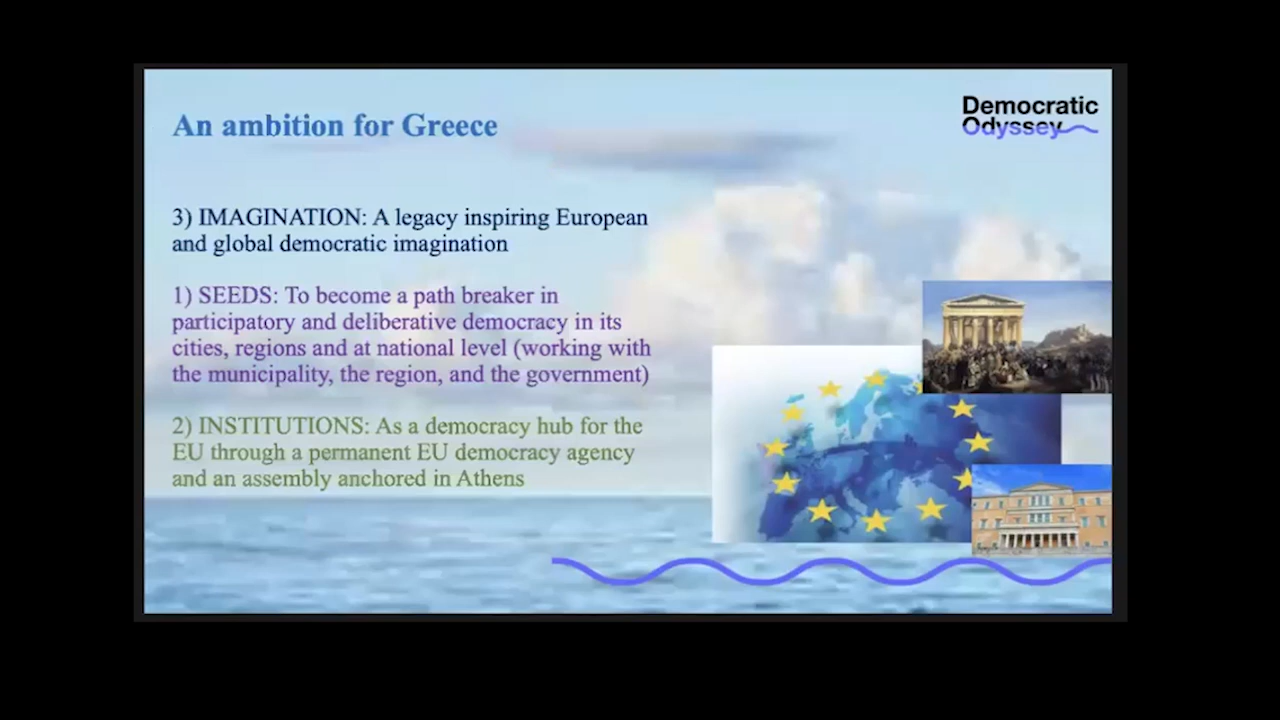 An ambition for Greece
Democratic
Odyssey
3) IMAGINATION: A legacy inspiring European
and global democratic imagination
1) SEEDS: To become a path breaker in
participatory and deliberative democracy in its
cities, regions and at national level (working with
the municipality, the region, and the government)
2) INSTITUTIONS: As a democracy hub for the
EU through a permanent EU democracy agency
and an assembly anchored in Athens